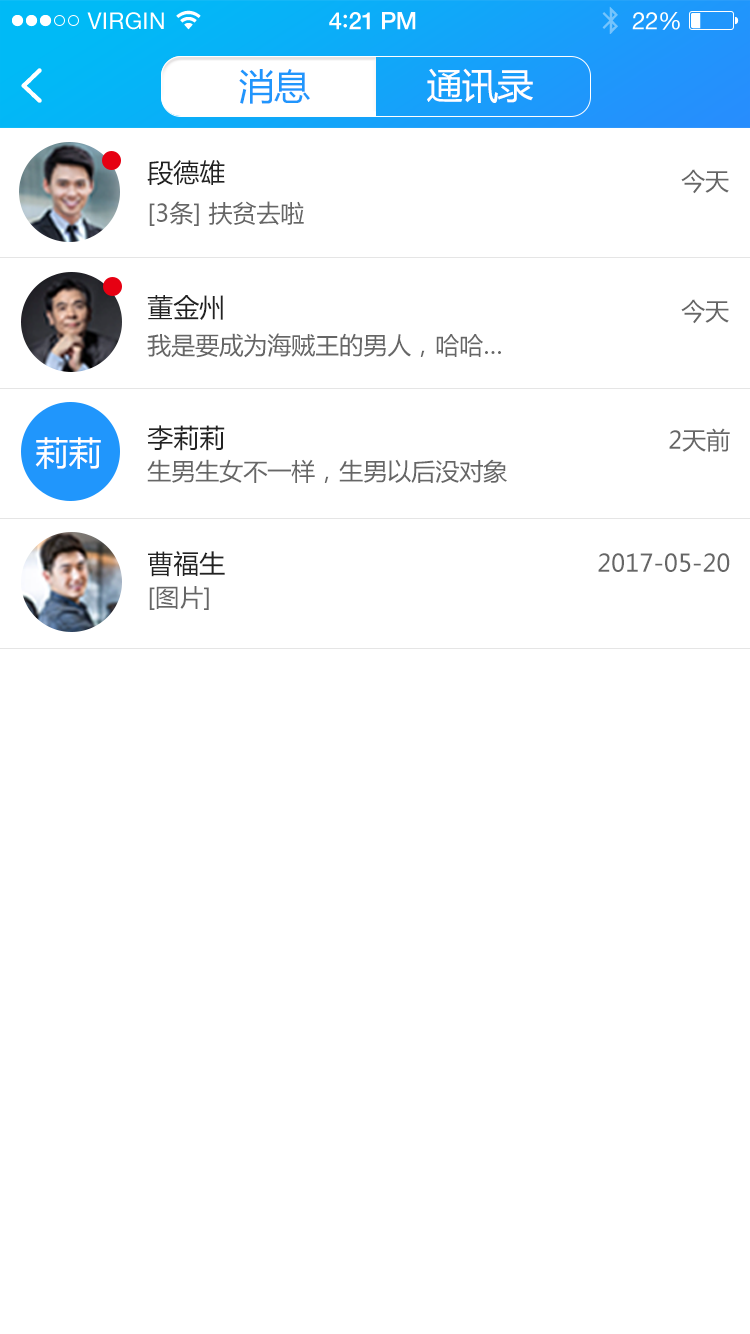 VIRGIN 4:21 PM 22%
消息 通讯录
段德雄 今天
[3条] 扶贫去啦
董金州 今天
我是要成为海贼王的男人，哈哈...
莉莉 李莉莉 2天前
生男生女不一样，生男以后没对象
曹福生 2017-05-20
[图片]